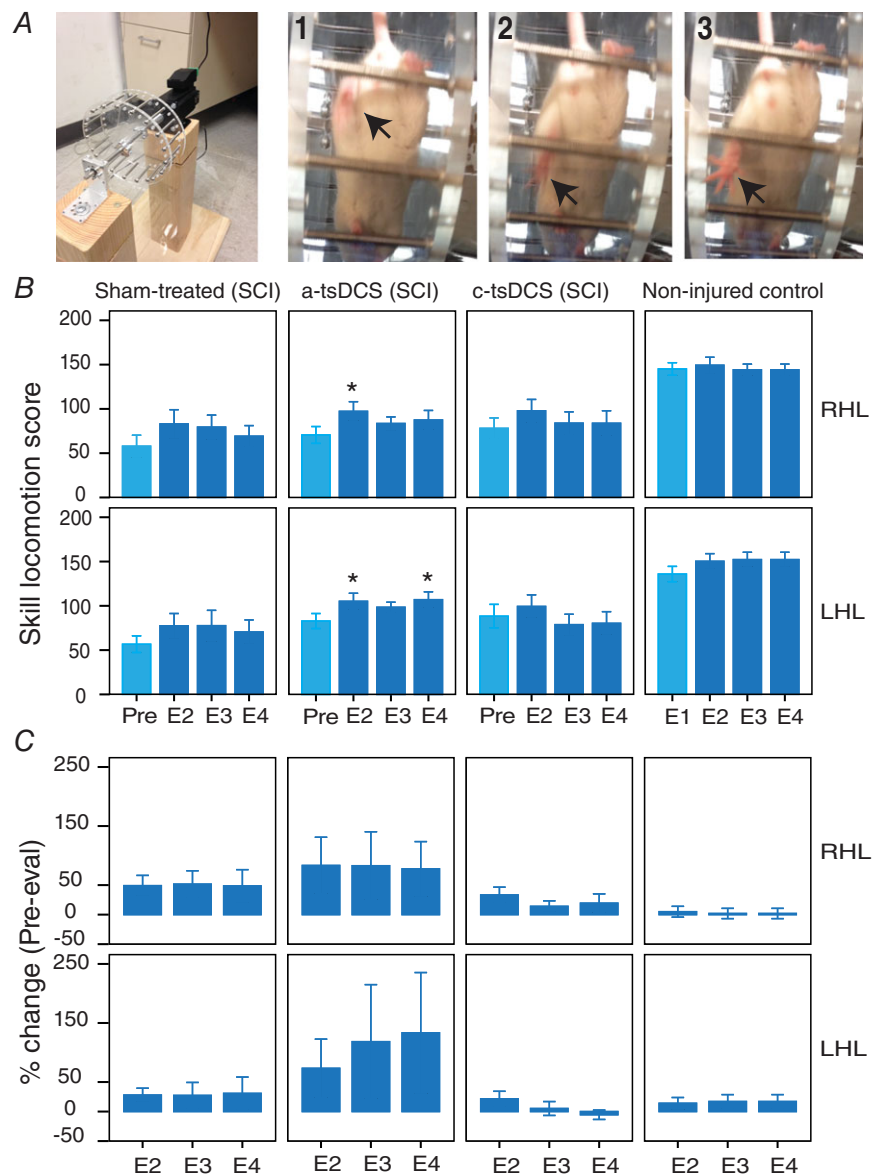 A
1
2
3
B
Sham-treated (SCI) a-tsDCS (SCI) c-tsDCS (SCI) Non-injured control
Skill locomotion score
200
150
100
50
0
* RHL
200
150
100
50
0
* * LHL
Pre E2 E3 E4 Pre E2 E3 E4 Pre E2 E3 E4 E1 E2 E3 E4
C
% change (Pre-eval)
250
150
50
0
-50
RHL
250
150
50
0
-50
LHL
E2 E3 E4 E2 E3 E4 E2 E3 E4 E2 E3 E4